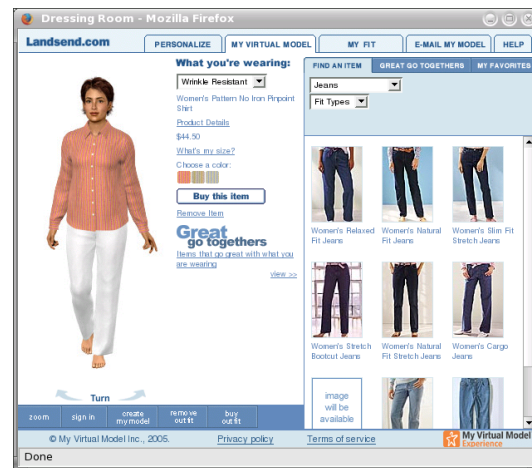 Dressing Room - Mozilla Firefox
Landsend.com
PERSONALIZE
MY VIRTUAL MODEL
MY FIT
E-MAIL MY MODEL
HELP
What you're wearing:
Wrinkle Resistant
Women's Pattern No Iron Pinpoint
Shirt
Product Details
$44.50
What's my size?
Choose a color:
Buy this item
Remove Item
Great
go togethers
Items that go great with what you
are wearing
view >>
FIND AN ITEM
GREAT GO TOGETHERS
MY FAVORITES
Jeans
Fit Types
Women's Relaxed
Fit Jeans
Women's Natural
Fit Jeans
Women's Slim Fit
Stretch Jeans
Women's Stretch
Bootcut Jeans
Women's Natural
Fit Stretch Jeans
Women's Cargo
Jeans
image
will be
available
Turn
zoom
sign in
create
my model
remove
outfit
buy
outfit
© My Virtual Model Inc., 2005.
Privacy policy
Terms of service
My Virtual Model
Experience
Done